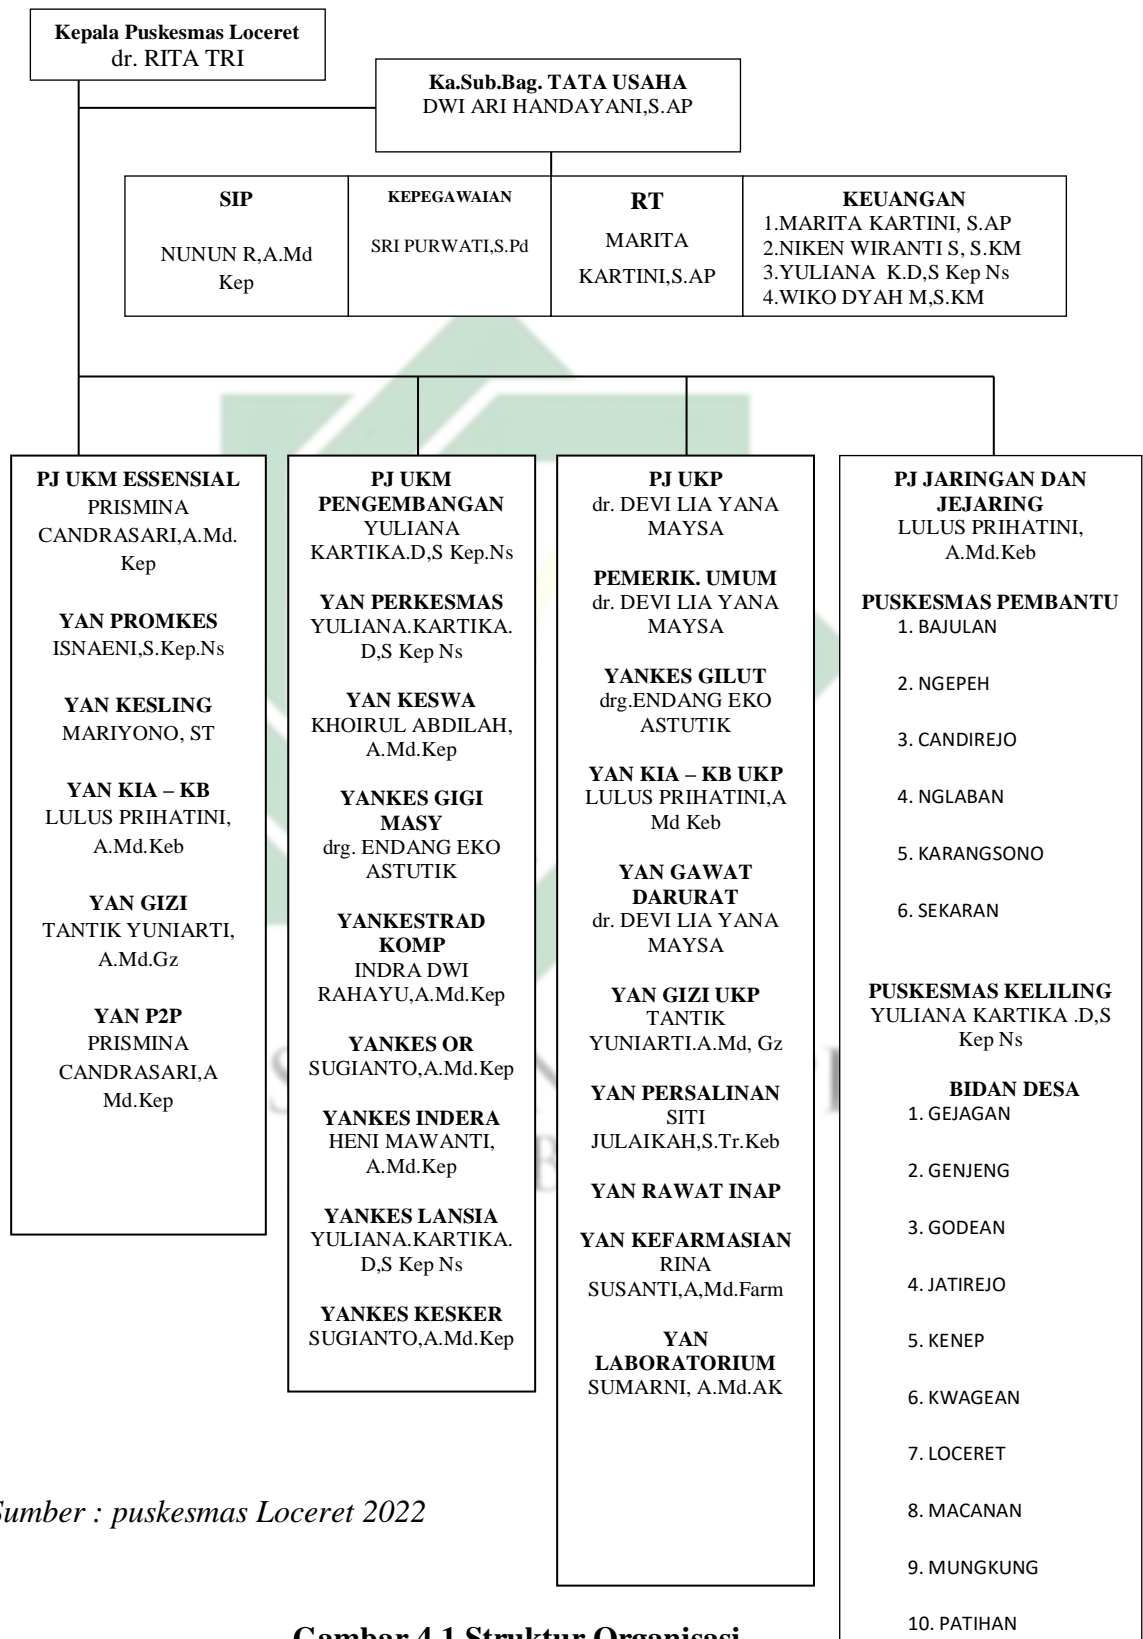 Kepala Puskesmas Loceret
dr. RITA TRI
Ka.Sub.Bag. TATA USAHA
DWI ARI HANDAYANI,S.AP
SIP
NUNUN R,A.Md
Kep
KEPEGAWAIAN
SRI PURWATI,S.Pd
RT
MARITA
KARTINI,S.AP
KEUANGAN
1.MARITA KARTINI, S.AP
2.NIKEN WIRANTI S, S.KM
3.YULIANA K.D,S Kep Ns
4.WIKO DYAH M,S.KM
PJ UKM ESSENSIAL
PRISMINA
CANDRASARI,A.Md.
Kep
YAN PROMKES
ISNAENI,S.Kep.Ns
YAN KESLING
MARIYONO, ST
YAN KIA – KB
LULUS PRIHATINI,
A.Md.Keb
YAN GIZI
TANTIK YUNIARTI,
A.Md.Gz
YAN P2P
PRISMINA
CANDRASARI,A
Md.Kep
PJ UKM
PENGEMBANGAN
YULIANA
KARTIKA.D,S Kep.Ns
YAN PERKESMAS
YULIANA.KARTIKA.
D,S Kep Ns
YAN KESWA
KHOIRUL ABDILAH,
A.Md.Kep
YANKES GIGI
MASY
drg. ENDANG EKO
ASTUTIK
YANKESTRAD
KOMP
INDRA DWI
RAHAYU,A.Md.Kep
YANKES OR
SUGIANTO,A.Md.Kep
YANKES INDERA
HENI MAWANTI,
A.Md.Kep
YANKES LANSIA
YULIANA.KARTIKA.
D,S Kep Ns
YANKES KESKER
SUGIANTO,A.Md.Kep
PJ UKP
dr. DEVI LIA YANA
MAYSA
PEMERIK. UMUM
dr. DEVI LIA YANA
MAYSA
YANKES GILUT
drg.ENDANG EKO
ASTUTIK
YAN KIA – KB UKP
LULUS PRIHATINI,A
Md Keb
YAN GAWAT
DARURAT
dr. DEVI LIA YANA
MAYSA
YAN GIZI UKP
TANTIK
YUNIARTI.A.Md, Gz
YAN PERSALINAN
SITI
JULAIKAH,S.Tr.Keb
YAN RAWAT INAP
YAN KEFARMASIAN
RINA
SUSANTI,A,Md.Farm
YAN
LABORATORIUM
SUMARNI, A.Md.AK
PJ JARINGAN DAN
JEJARING
LULUS PRIHATINI,
A.Md.Keb
PUSKESMAS PEMBANTU
1. BAJULAN
2. NGEPEH
3. CANDIREJO
4. NGLABAN
5. KARANGSONO
6. SEKARAN
PUSKESMAS KELILING
YULIANA KARTIKA .D,S
Kep Ns
BIDAN DESA
1. GEJAGAN
2. GENJENG
3. GODEAN
4. JATIREJO
5. KENEP
6. KWAGEAN
7. LOCERET
8. MACANAN
9. MUNGKUNG
10. PATIHAN
Sumber : puskesmas Loceret 2022
Gambar 4.1 Struktur Organisasi